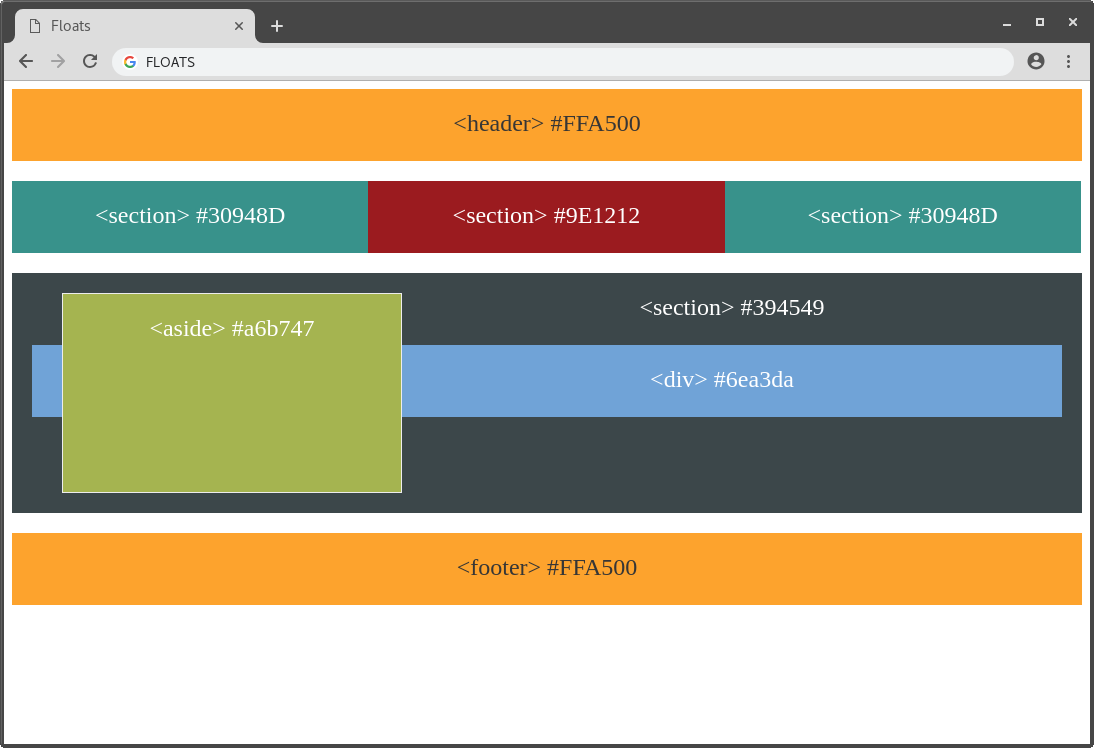 Floats
FLOATS
<header> #FFA500
<section> #30948D
<section> #9E1212
<section> #30948D
<aside> #a6b747
<section> #394549
<div> #6ea3da
<footer> #FFA500